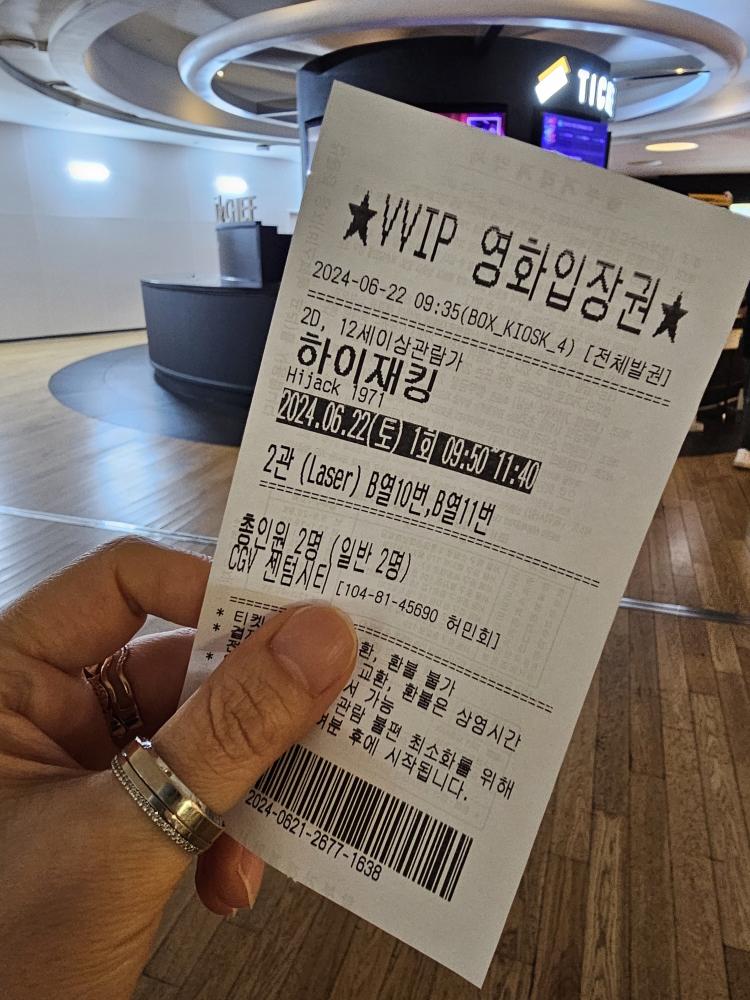 TICK
★VVIP 영화입장권★
2024-06-22 09:35(BOX_KIOSK_4) [전체발권]
2D, 12세이상관람가
하이재킹
Hijack 1971
2024.06.22(토) 1회 09:50~11:40
2관 (Laser) B열10번,B열11번
총인원 2명 (일반 2명)
CGV 센텀시티 [104-81-45690 허민회]
* 티켓
환, 환불 불가
*
교환, 환불은 상영시간
서 가능
*
관람 불편 최소화를 위해
여분 후에 시작됩니다.
2024-0621-2677-1638